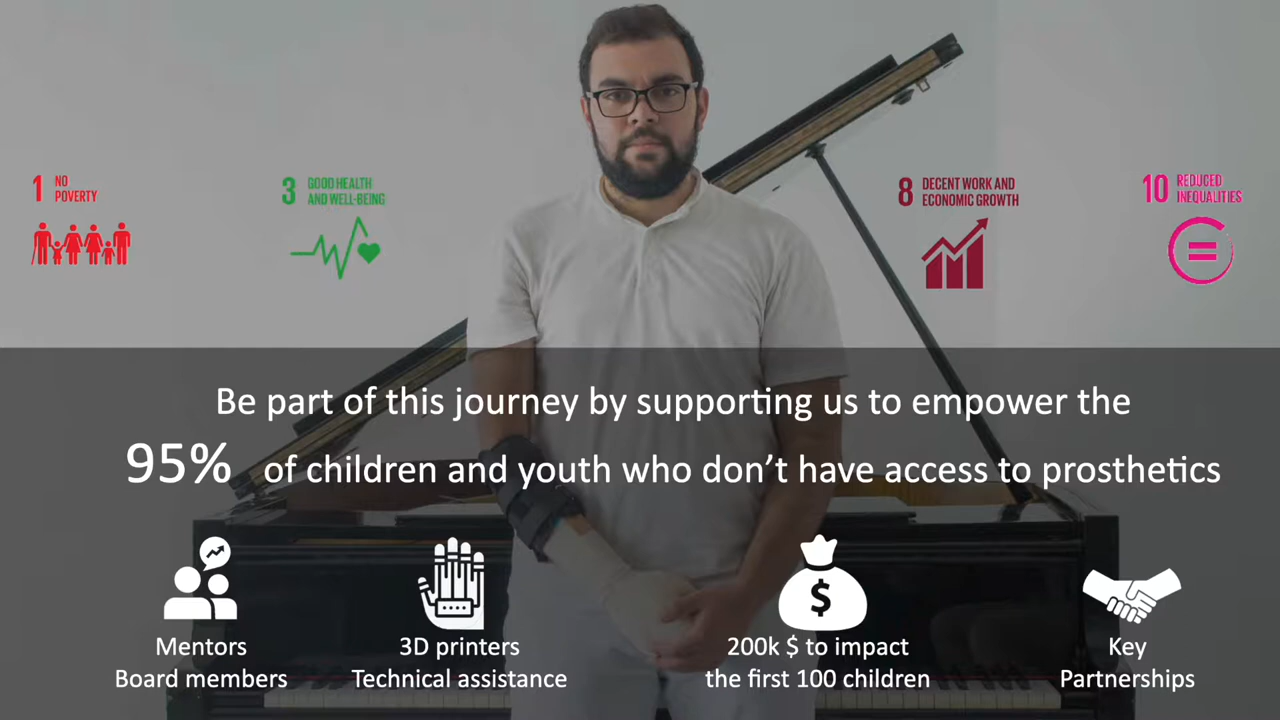 1 NO
POVERTY
3 GOOD HEALTH
AND WELL-BEING
8 DECENT WORK AND
ECONOMIC GROWTH
10 REDUCED
INEQUALITIES
Be part of this journey by supporting us to empower the
95% of children and youth who don't have access to prosthetics
$
Mentors
Board members
3D printers
Technical assistance
200k $ to impact
the first 100 children
Key
Partnerships